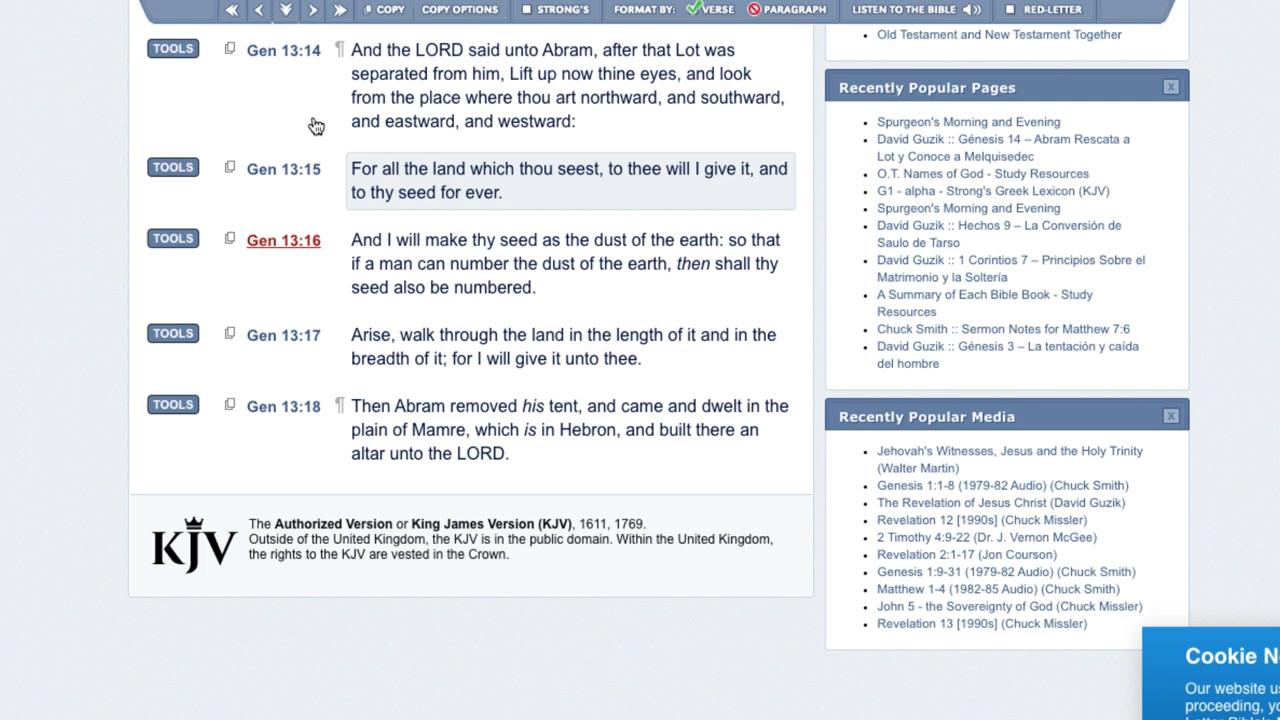 COPY COPY OPTIONS STRONG'S FORMAT BY: VERSE PARAGRAPH LISTEN TO THE BIBLE RED-LETTER
TOOLS Gen 13:14 ¶ And the LORD said unto Abram, after that Lot was
separated from him, Lift up now thine eyes, and look
from the place where thou art northward, and southward,
and eastward, and westward:
TOOLS Gen 13:15 For all the land which thou seest, to thee will I give it, and
to thy seed for ever.
TOOLS Gen 13:16 And I will make thy seed as the dust of the earth: so that
if a man can number the dust of the earth, then shall thy
seed also be numbered.
TOOLS Gen 13:17 Arise, walk through the land in the length of it and in the
breadth of it; for I will give it unto thee.
TOOLS Gen 13:18 ¶ Then Abram removed his tent, and came and dwelt in the
plain of Mamre, which is in Hebron, and built there an
altar unto the LORD.
KJV
The Authorized Version or King James Version (KJV), 1611, 1769.
Outside of the United Kingdom, the KJV is in the public domain. Within the United Kingdom,
the rights to the KJV are vested in the Crown.
Old Testament and New Testament Together
Recently Popular Pages x
Spurgeon's Morning and Evening
David Guzik :: Génesis 14 – Abram Rescata a
Lot y Conoce a Melquisedec
O.T. Names of God - Study Resources
G1 - alpha - Strong's Greek Lexicon (KJV)
Spurgeon's Morning and Evening
David Guzik :: Hechos 9 – La Conversión de
Saulo de Tarso
David Guzik :: 1 Corintios 7 – Principios Sobre el
Matrimonio y la Soltería
A Summary of Each Bible Book - Study
Resources
Chuck Smith :: Sermon Notes for Matthew 7:6
David Guzik :: Génesis 3 – La tentación y caída
del hombre
Recently Popular Media x
Jehovah's Witnesses, Jesus and the Holy Trinity
(Walter Martin)
Genesis 1:1-8 (1979-82 Audio) (Chuck Smith)
The Revelation of Jesus Christ (David Guzik)
Revelation 12 [1990s] (Chuck Missler)
2 Timothy 4:9-22 (Dr. J. Vernon McGee)
Revelation 2:1-17 (Jon Courson)
Genesis 1:9-31 (1979-82 Audio) (Chuck Smith)
Matthew 1-4 (1982-85 Audio) (Chuck Smith)
John 5 - the Sovereignty of God (Chuck Missler)
Revelation 13 [1990s] (Chuck Missler)
Cookie N
Our website u
proceeding, yo